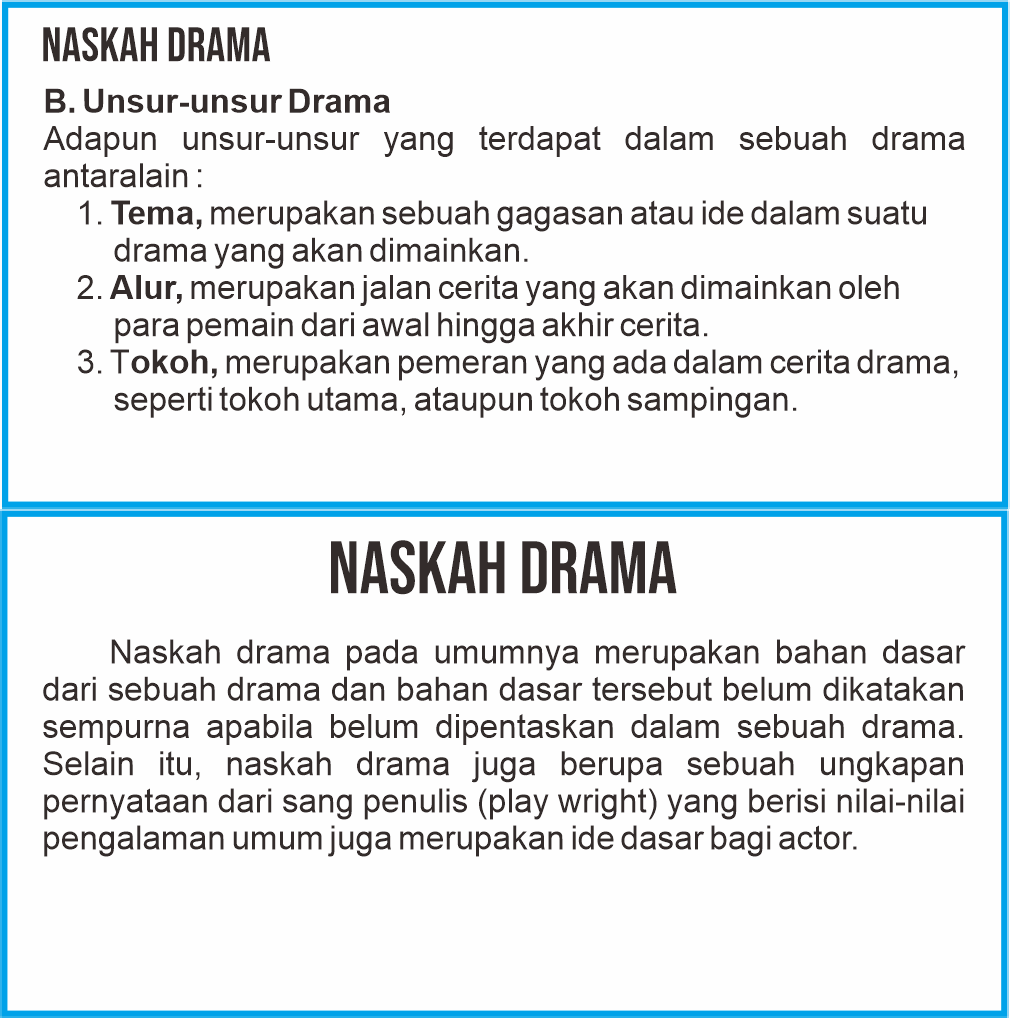 NASKAH DRAMA
B. Unsur-unsur Drama
Adapun unsur-unsur yang terdapat dalam sebuah drama
antaralain :
1. Tema, merupakan sebuah gagasan atau ide dalam suatu
drama yang akan dimainkan.
2. Alur, merupakan jalan cerita yang akan dimainkan oleh
para pemain dari awal hingga akhir cerita.
3. Tokoh, merupakan pemeran yang ada dalam cerita drama,
seperti tokoh utama, ataupun tokoh sampingan.
NASKAH DRAMA
Naskah drama pada umumnya merupakan bahan dasar
dari sebuah drama dan bahan dasar tersebut belum dikatakan
sempurna apabila belum dipentaskan dalam sebuah drama.
Selain itu, naskah drama juga berupa sebuah ungkapan
pernyataan dari sang penulis (play wright) yang berisi nilai-nilai
pengalaman umum juga merupakan ide dasar bagi actor.